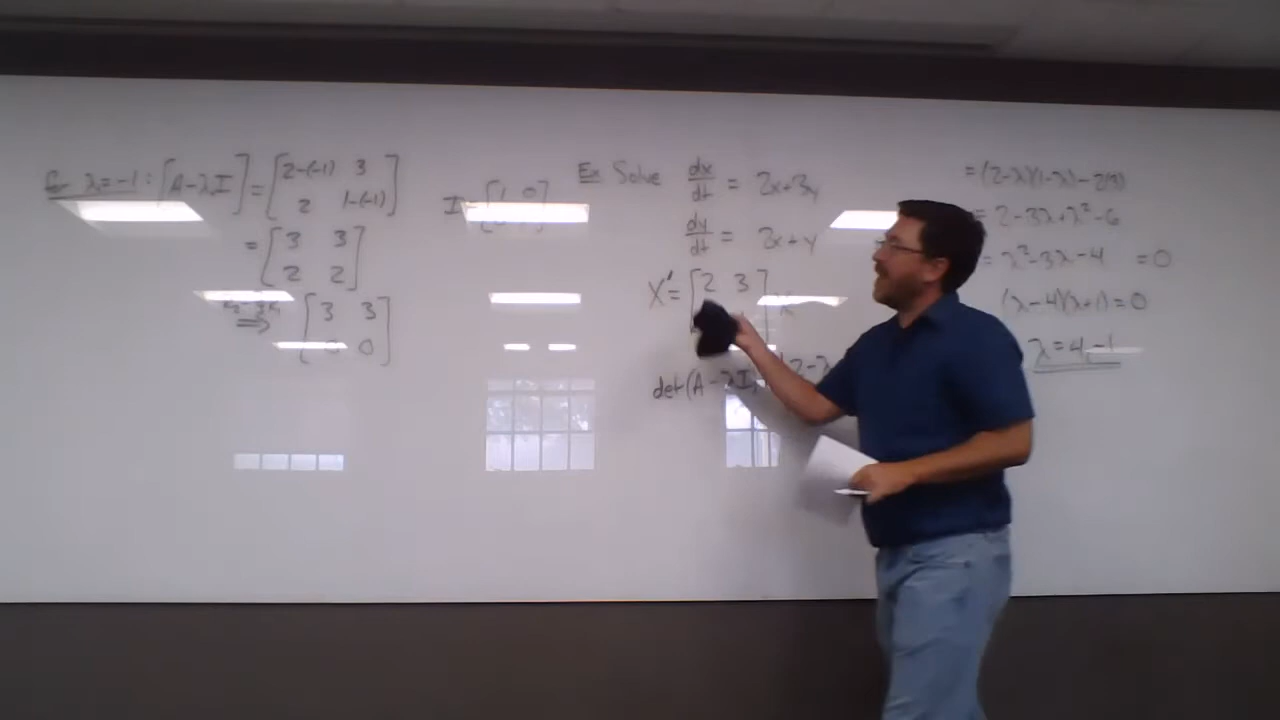 For λ = -1 : [A - λI] = [2-(-1) 3
2 1-(-1)]
= [3 3
2 2]
⇒ [3 3
0 0]
I = [1 0
Ex Solve dx/dt = 2x+3y
dy/dt = 2x+y
X' = [2 3] X
det(A - λI) 2-λ
= (2-λ)(1-λ) - 2(3)
= 2-3λ+λ²-6
= λ²-3λ-4 = 0
(λ-4)(λ+1) = 0
λ = 4, -1